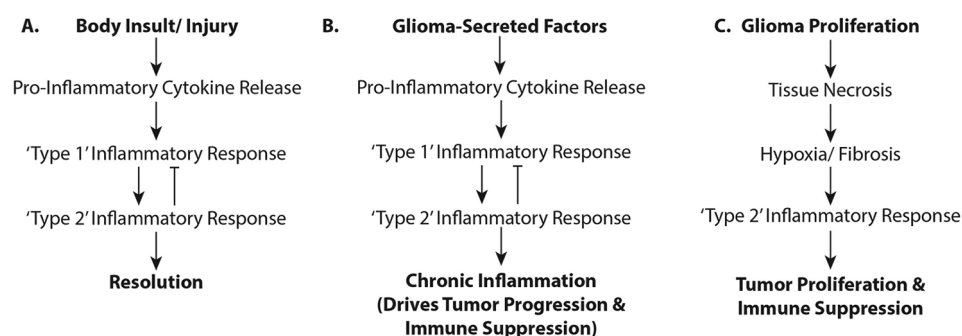 A. Body Insult/ Injury
Pro-Inflammatory Cytokine Release
‘Type 1’ Inflammatory Response
‘Type 2’ Inflammatory Response
Resolution
B. Glioma-Secreted Factors
Pro-Inflammatory Cytokine Release
‘Type 1’ Inflammatory Response
‘Type 2’ Inflammatory Response
Chronic Inflammation
(Drives Tumor Progression &
Immune Suppression)
C. Glioma Proliferation
Tissue Necrosis
Hypoxia/ Fibrosis
‘Type 2’ Inflammatory Response
Tumor Proliferation &
Immune Suppression